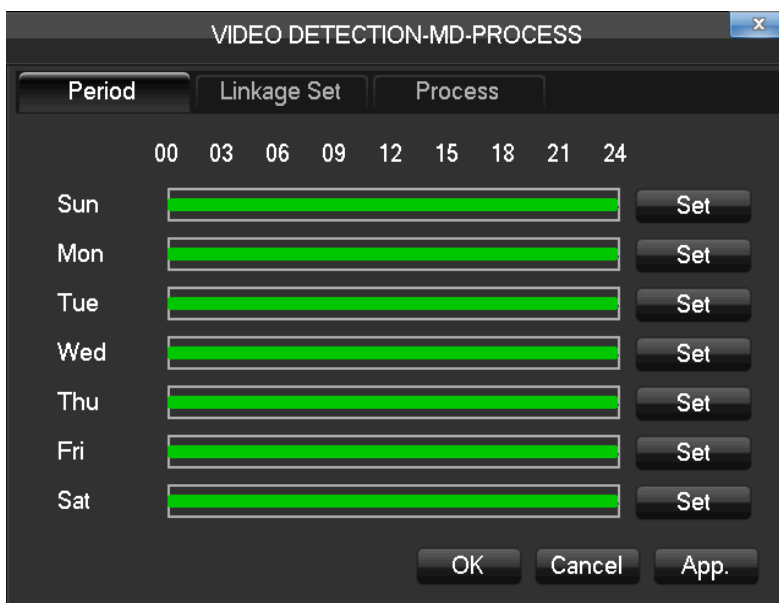 VIDEO DETECTION-MD-PROCESS
x
Period Linkage Set Process
00 03 06 09 12 15 18 21 24
Sun Set
Mon Set
Tue Set
Wed Set
Thu Set
Fri Set
Sat Set
OK Cancel App.